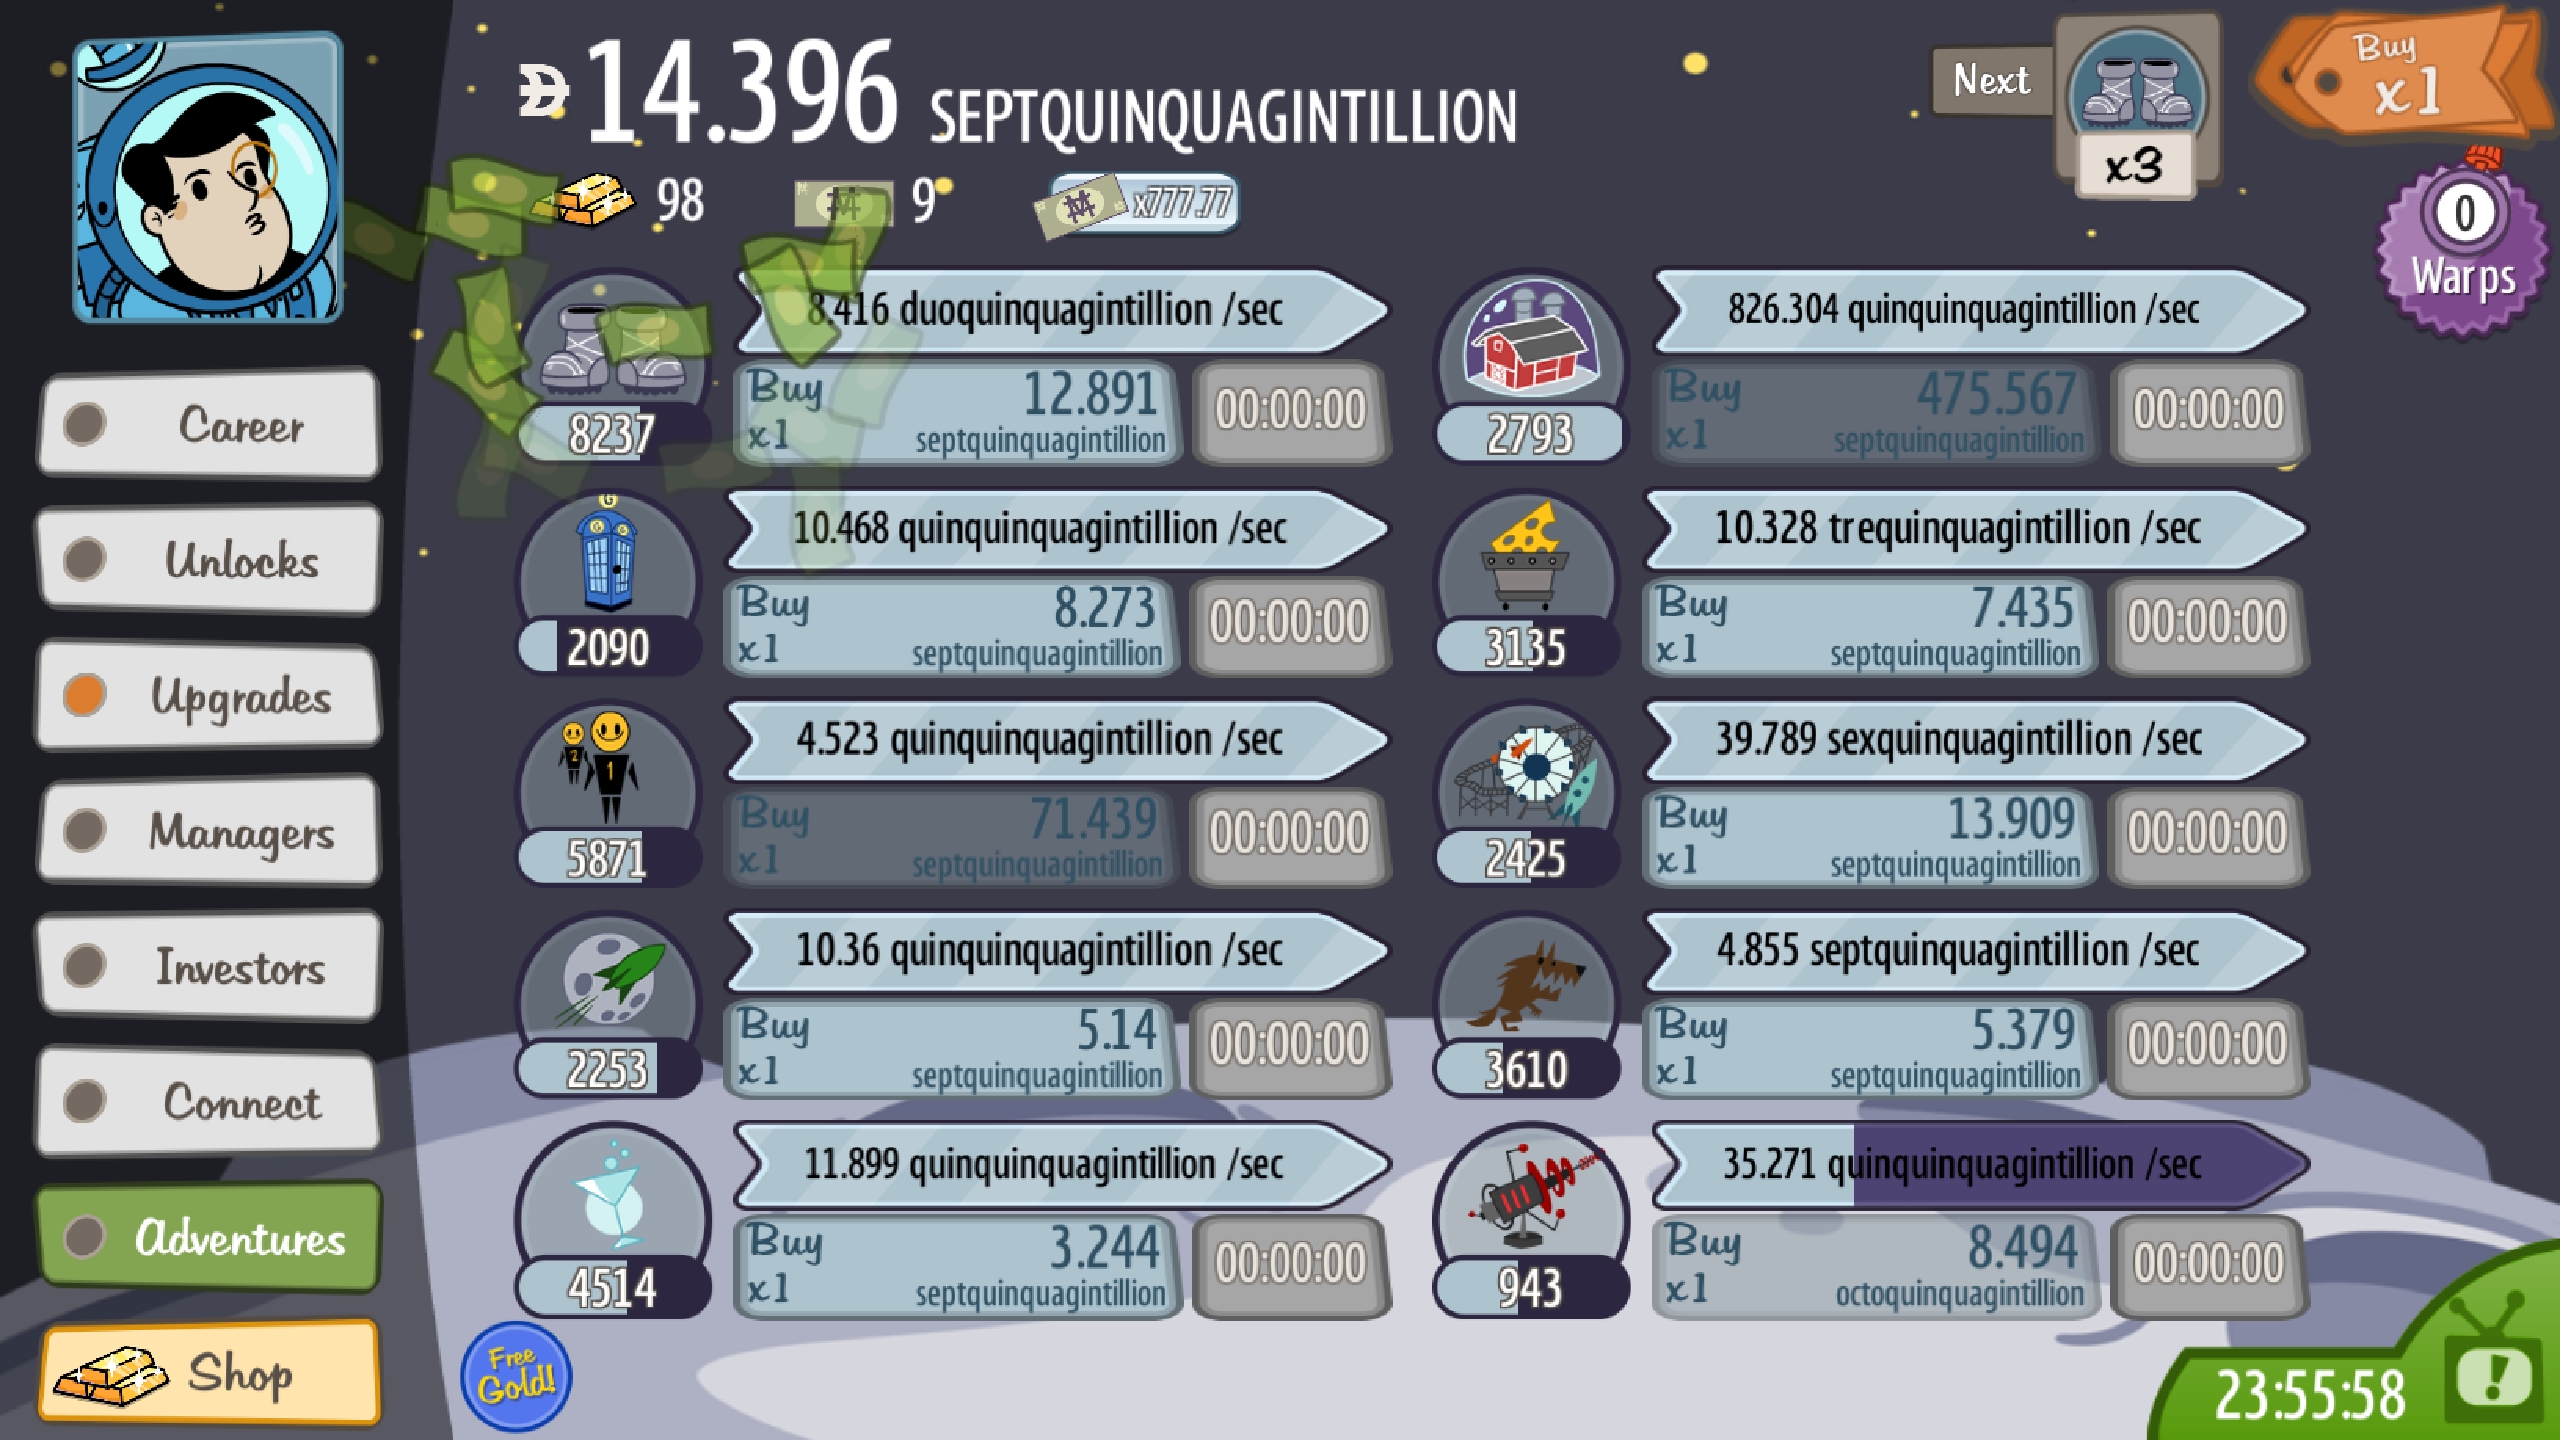 14.396 SEPTQUINQUAGINTILLION
Next
x3
Buy
x1
98
9
x777.77
0
Warps
8.416 duoquinquagintillion /sec
Buy
x1
12.891
septquinquagintillion
00:00:00
8237
826.304 quinquinquagintillion /sec
Buy
x1
475.567
septquinquagintillion
00:00:00
2793
Career
Unlocks
Upgrades
Managers
Investors
Connect
Adventures
Shop
G
G G
10.468 quinquinquagintillion /sec
Buy
x1
8.273
septquinquagintillion
00:00:00
2090
10.328 trequinquagintillion /sec
Buy
x1
7.435
septquinquagintillion
00:00:00
3135
2
1
4.523 quinquinquagintillion /sec
Buy
x1
71.439
septquinquagintillion
00:00:00
5871
39.789 sexquinquagintillion /sec
Buy
x1
13.909
septquinquagintillion
00:00:00
2425
10.36 quinquinquagintillion /sec
Buy
x1
5.14
septquinquagintillion
00:00:00
2253
4.855 septquinquagintillion /sec
Buy
x1
5.379
septquinquagintillion
00:00:00
3610
11.899 quinquinquagintillion /sec
Buy
x1
3.244
septquinquagintillion
00:00:00
4514
35.271 quinquinquagintillion /sec
Buy
x1
8.494
octoquinquagintillion
00:00:00
943
Free
Gold!
23:55:58
!